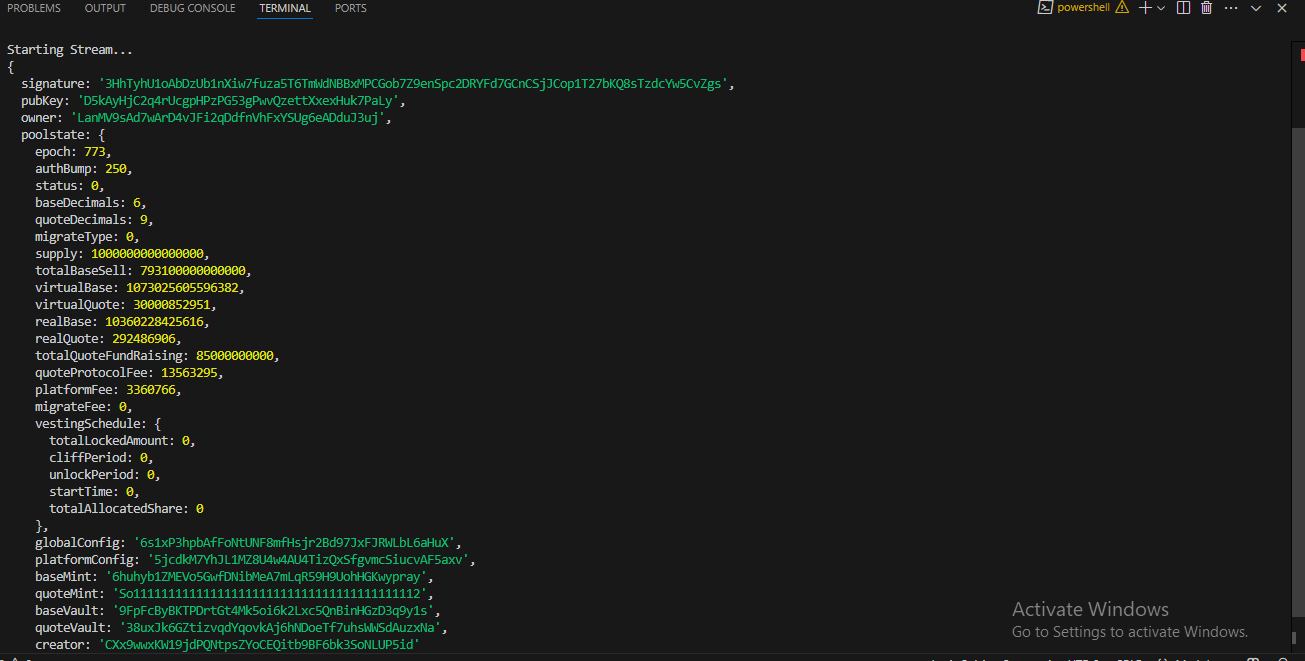 PROBLEMS OUTPUT DEBUG CONSOLE TERMINAL PORTS powershell
Starting Stream...
{
signature: '3HhTyhU1oAbDzUb1nXiw7fuza5T6TmWdNBBxMPCGob7Z9enSpc2DRYFd7GCnCSjJCop1T27bKQ8sTzdcYw5CvZgs',
pubKey: 'D5kAyHjC2q4rUcgpHPzPG53gPwvQzettXxexHuk7PaLy',
owner: 'LanMV9sAd7wArD4vJFi2qDdfnVhFxYSUg6eADduJ3uj',
poolstate: {
epoch: 773,
authBump: 250,
status: 0,
baseDecimals: 6,
quoteDecimals: 9,
migrateType: 0,
supply: 1000000000000000,
totalBaseSell: 793100000000000,
virtualBase: 1073025605596382,
virtualQuote: 30000852951,
realBase: 10360228425616,
realQuote: 292486906,
totalQuoteFundRaising: 85000000000,
quoteProtocolFee: 13563295,
platformFee: 3360766,
migrateFee: 0,
vestingSchedule: {
totalLockedAmount: 0,
cliffPeriod: 0,
unlockPeriod: 0,
startTime: 0,
totalAllocatedShare: 0
},
globalConfig: '6s1xP3hpbAfFoNtUNF8mfHsjr2Bd97JxFJRWLbL6aHuX',
platformConfig: '5jcdkM7YhJL1MZ8U4w4AU4TizQxSfgvmcSiucvAF5axv',
baseMint: '6huhyb1ZMEVo5GwfDNibMeA7mLqR59H9UohHGKwypray',
quoteMint: 'So11111111111111111111111111111111111111112',
baseVault: '9FpFcByBKTPDrtGt4Mk5oi6k2Lxc5QnBinHGzD3q9y1s',
quoteVault: '38uxJk6GZtizvqdYqovkAj6hNDoeTf7uhsWWSdAuzxNa',
creator: 'CXx9wwxKW19jdPQNtpsZYoCEQitb9BF6bk3SoNLUP5id'
Activate Windows
Go to Settings to activate Windows.